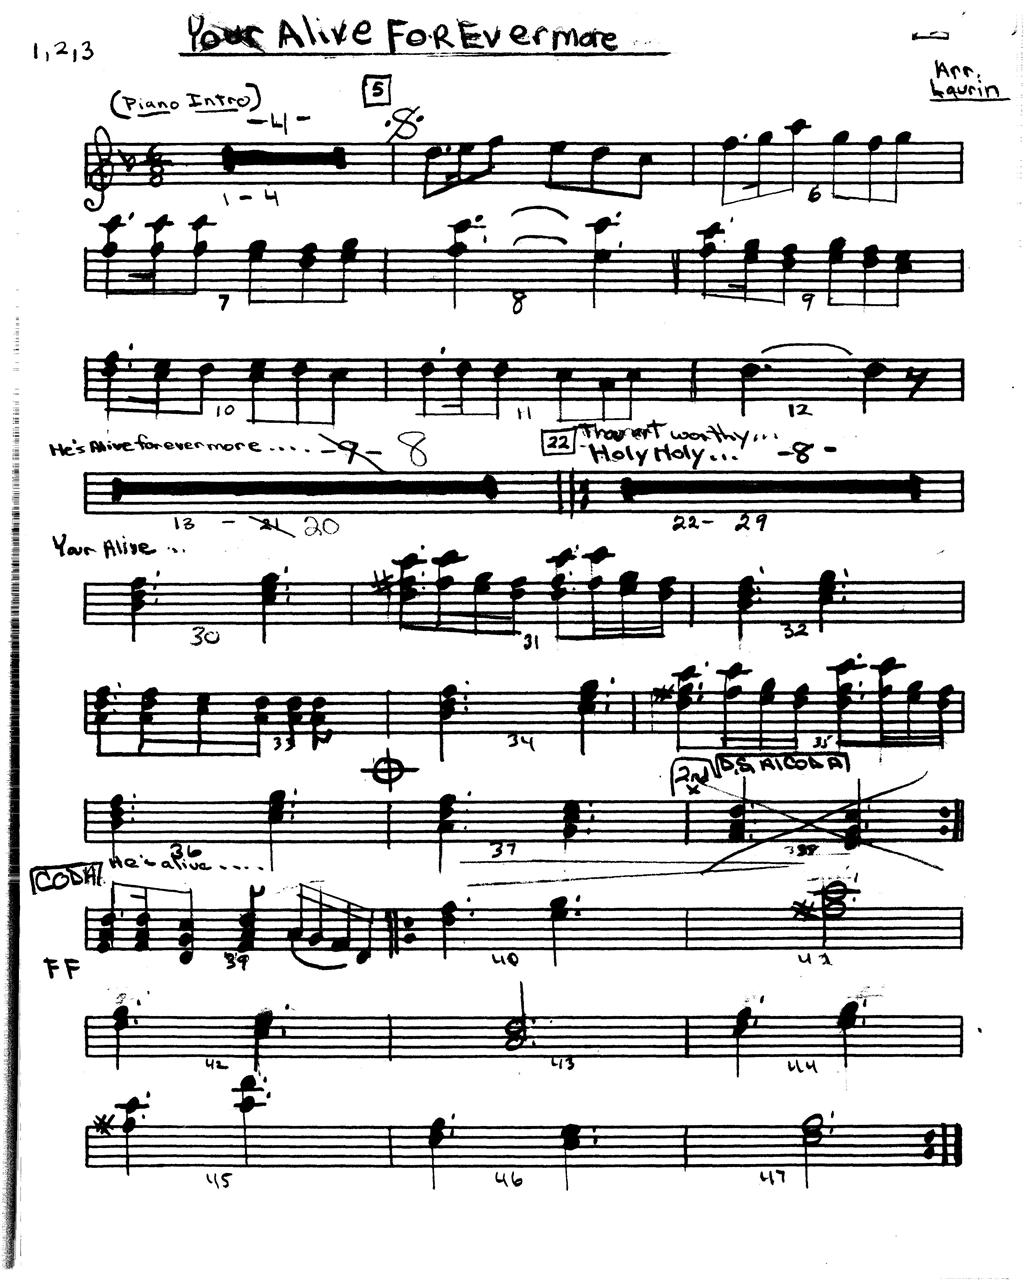 1,2,3
Your Alive ForEvermore
Arr.
Laurin
(Piano Intro)
5
-4-
6
8
1-4
6
7
8
9
10
11
12
He's Alive forevermore....
-9- 8
22
Thou art worthy...
Holy Holy...
-8-
13 - 21 20
22- 29
Your Alive ...
30
31
32
33
34
35
2nd
x
D.S. Al CODA
36
37
38
CODA
He's alive ....
FF
39
40
41
42
43
44
45
46
47